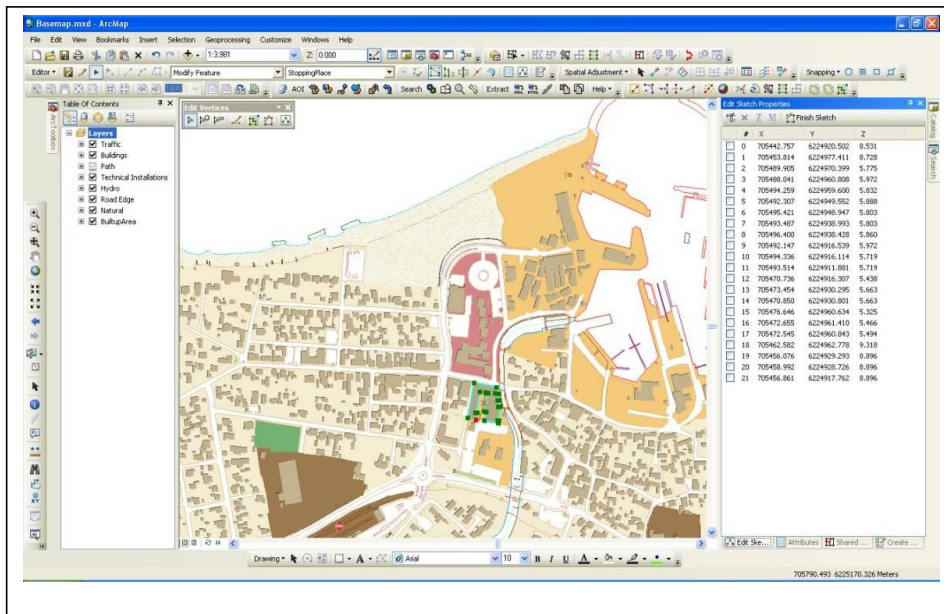 Basemap.mxd - ArcMap
File Edit View Bookmarks Insert Selection Geoprocessing Customize Windows Help
1:3,981 Z: 0.000
Editor Modify Feature StoppingPlace Spatial Adjustment Snapping
100% AOI Search Extract Help
Table Of Contents
Layers
Traffic
Buildings
Path
Technical Installations
Hydro
Road Edge
Natural
BuiltupArea
ArcToolbox
Edit Vertices
Edit Sketch Properties
Z M Finish Sketch
# X Y Z
0 705442.757 6224920.502 8.531
1 705453.814 6224977.411 8.728
2 705489.905 6224970.399 5.775
3 705488.041 6224960.808 5.972
4 705494.259 6224959.600 5.832
5 705492.307 6224949.552 5.888
6 705495.421 6224948.947 5.803
7 705493.487 6224938.993 5.803
8 705496.400 6224938.428 5.860
9 705492.147 6224916.539 5.972
10 705494.336 6224916.114 5.719
11 705493.514 6224911.881 5.719
12 705470.736 6224916.307 5.438
13 705473.454 6224930.295 5.663
14 705470.850 6224930.801 5.663
15 705476.646 6224960.634 5.325
16 705472.655 6224961.410 5.466
17 705472.545 6224960.843 5.494
18 705462.582 6224962.778 9.318
19 705456.076 6224929.293 8.896
20 705458.992 6224928.726 8.896
21 705456.861 6224917.762 8.896
Catalog
Search
Edit Ske... Attributes Shared ... Create ...
Drawing A Arial 10 B I U A
705790.493 6225170.326 Meters